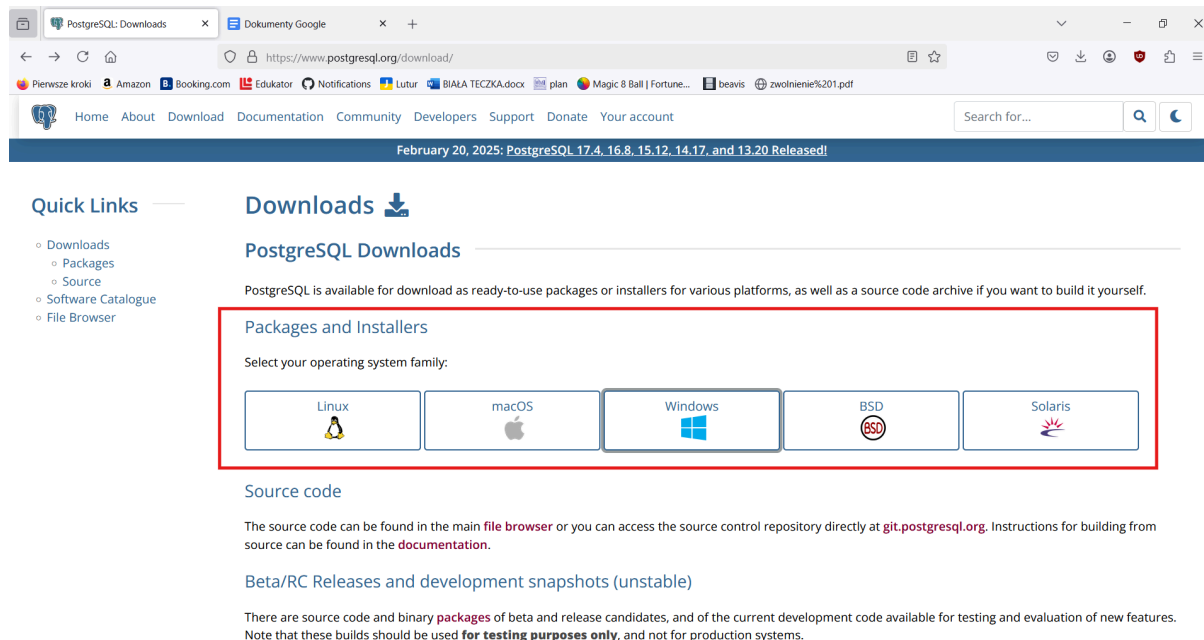 PostgreSQL: Downloads
Dokumenty Google
https://www.postgresql.org/download/
Pierwsze kroki Amazon Booking.com Edukator Notifications Lutur BIAŁA TECZKA.docx plan Magic 8 Ball | Fortune... beavis zwolnienie%201.pdf
Home About Download Documentation Community Developers Support Donate Your account Search for...
February 20, 2025: PostgreSQL 17.4, 16.8, 15.12, 14.17, and 13.20 Released!
Quick Links
Downloads
Packages
Source
Software Catalogue
File Browser
Downloads
PostgreSQL Downloads
PostgreSQL is available for download as ready-to-use packages or installers for various platforms, as well as a source code archive if you want to build it yourself.
Packages and Installers
Select your operating system family:
Linux macOS Windows BSD Solaris
BSD
Source code
The source code can be found in the main file browser or you can access the source control repository directly at git.postgresql.org. Instructions for building from
source can be found in the documentation.
Beta/RC Releases and development snapshots (unstable)
There are source code and binary packages of beta and release candidates, and of the current development code available for testing and evaluation of new features.
Note that these builds should be used for testing purposes only, and not for production systems.